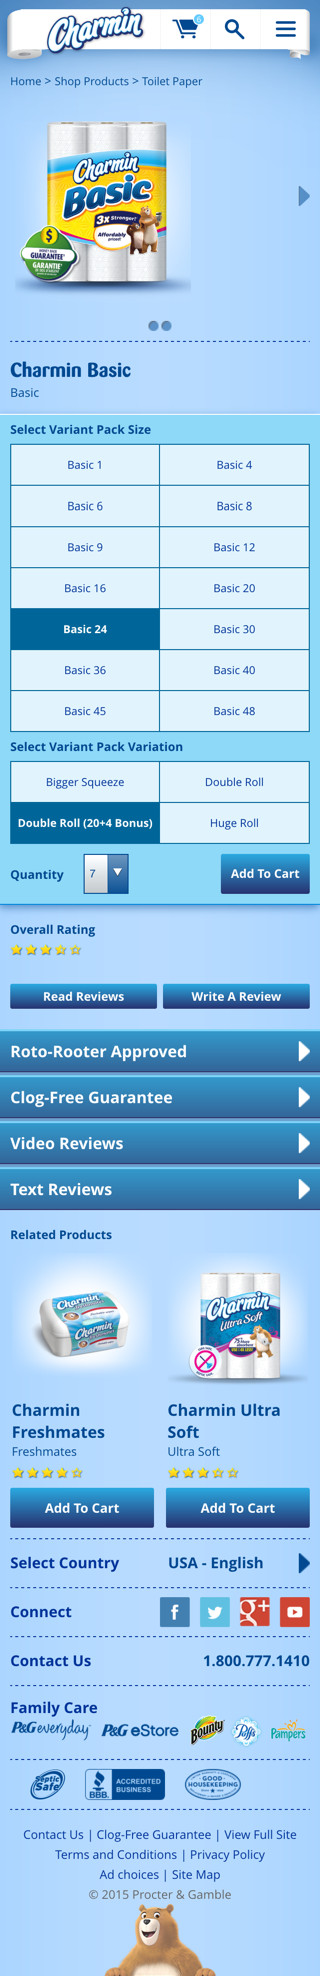 Charmin
6
Home > Shop Products > Toilet Paper
Charmin
Basic
3x Stronger*
Affordably
priced!
$
GUARANTEE
GARANTIE
Charmin Basic
Basic
Select Variant Pack Size
Basic 1
Basic 4
Basic 6
Basic 8
Basic 9
Basic 12
Basic 16
Basic 20
Basic 24
Basic 30
Basic 36
Basic 40
Basic 45
Basic 48
Select Variant Pack Variation
Bigger Squeeze
Double Roll
Double Roll (20+4 Bonus)
Huge Roll
Quantity
7
Add To Cart
Overall Rating
Read Reviews
Write A Review
Roto-Rooter Approved
Clog-Free Guarantee
Video Reviews
Text Reviews
Related Products
Charmin
Charmin
Charmin
Ultra Soft
Charmin Freshmates
Freshmates
Charmin Ultra Soft
Ultra Soft
Add To Cart
Add To Cart
Select Country
USA - English
Connect
f
g+
Contact Us
1.800.777.1410
Family Care
P&G everyday
P&G eStore
Bounty
Puffs
Pampers
Septic Safe
BBB.
ACCREDITED
BUSINESS
GOOD
HOUSEKEEPING
Contact Us | Clog-Free Guarantee | View Full Site
Terms and Conditions | Privacy Policy
Ad choices | Site Map
© 2015 Procter & Gamble